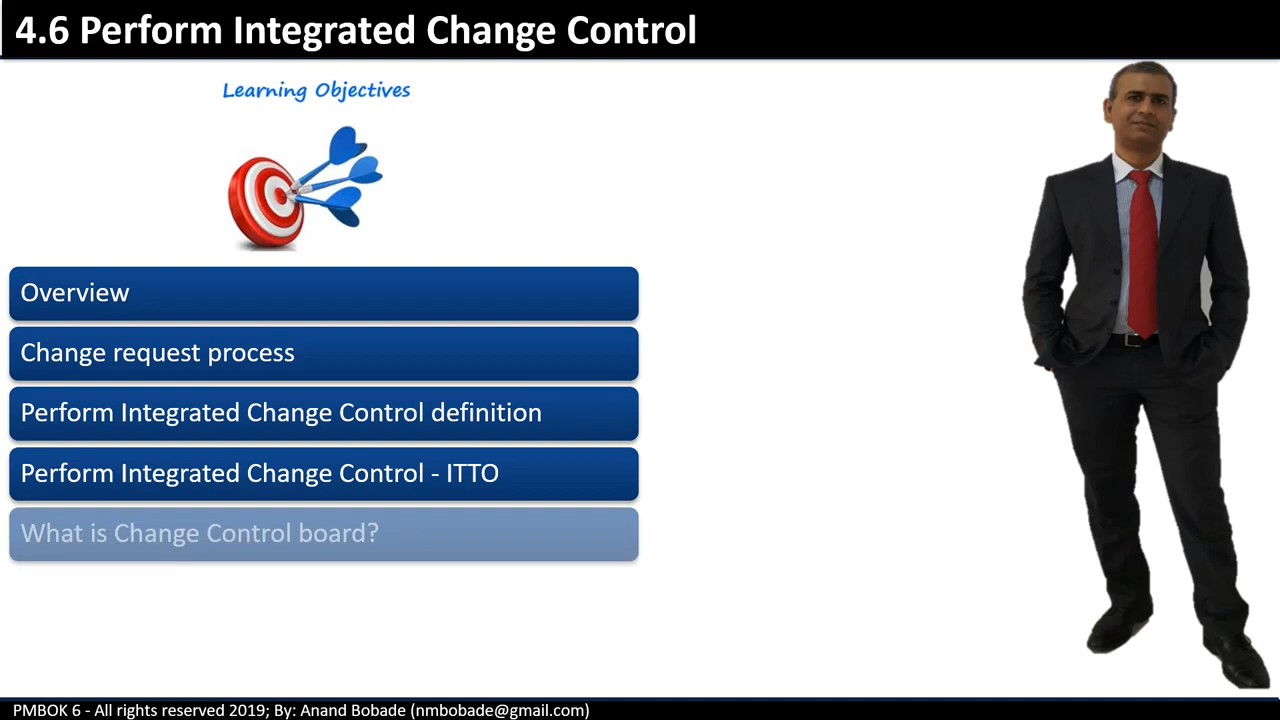 4.6 Perform Integrated Change Control
Learning Objectives
Overview
Change request process
Perform Integrated Change Control definition
Perform Integrated Change Control - ITTO
What is Change Control board?
PMBOK 6 - All rights reserved 2019; By: Anand Bobade (nmbobade@gmail.com)